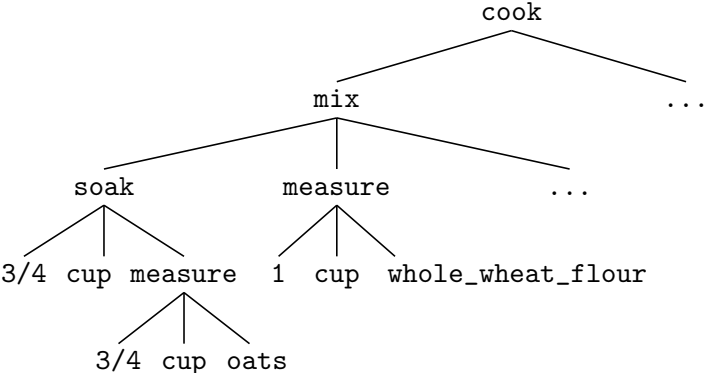 cook
mix ...
soak measure ...
3/4 cup measure 1 cup whole_wheat_flour
3/4 cup oats